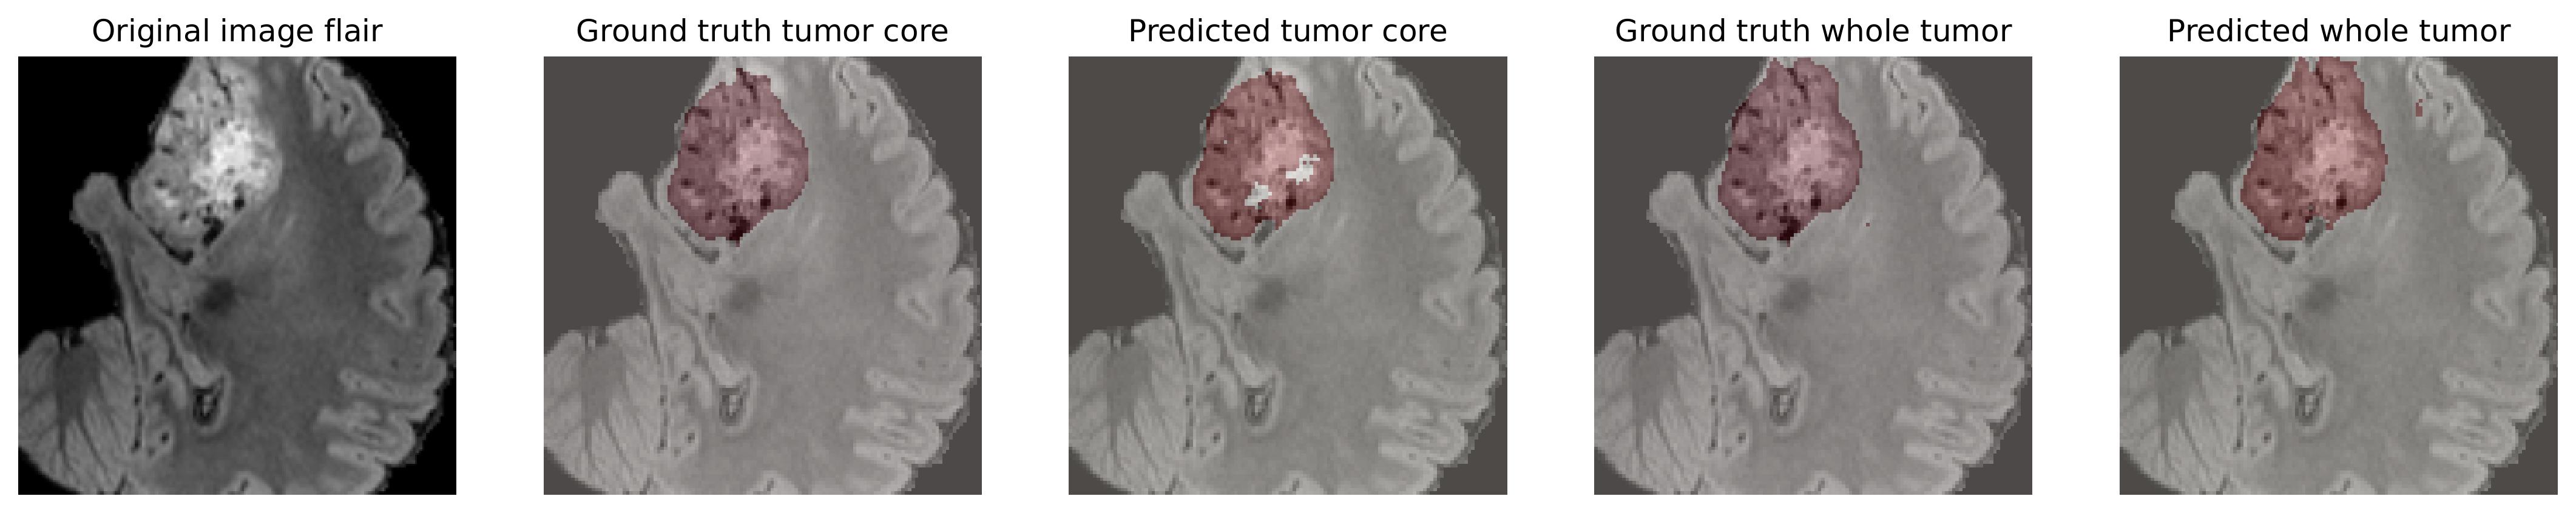 Original image flair
Ground truth tumor core
Predicted tumor core
Ground truth whole tumor
Predicted whole tumor